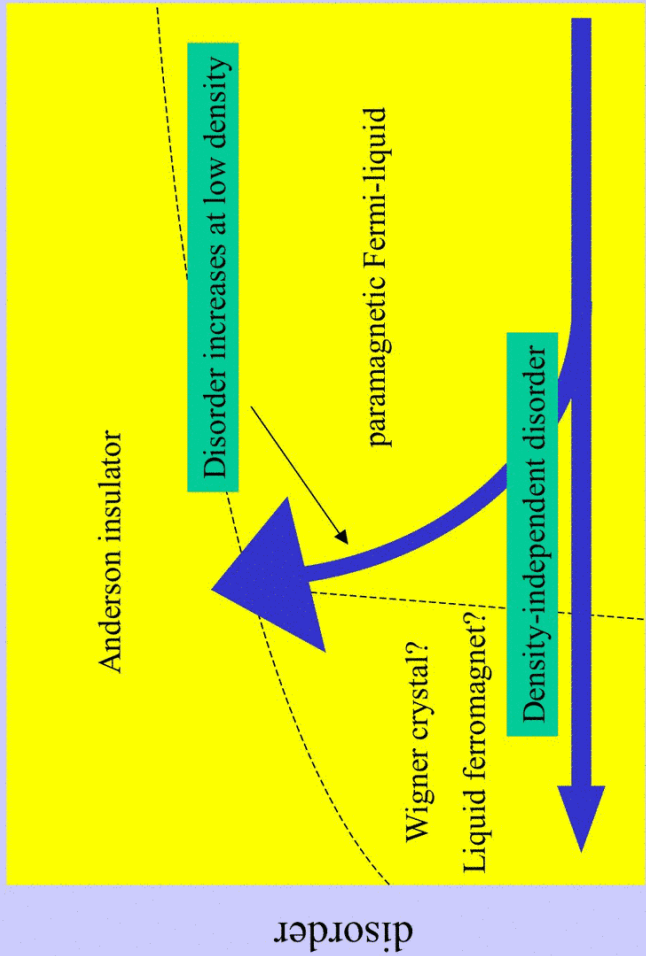 Anderson insulator
Disorder increases at low density
paramagnetic Fermi-liquid
Wigner crystal?
Liquid ferromagnet?
Density-independent disorder
disorder